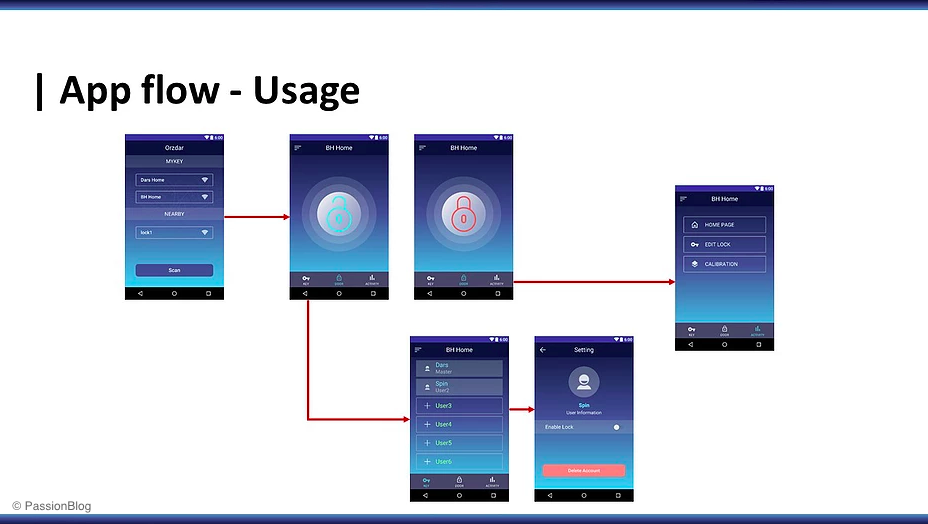 | App flow - Usage
6:00
Orzdar
MYKEY
Dars Home
BH Home
NEARBY
lock1
Scan
6:00
BH Home
KEY
DOOR
ACTIVITY
6:00
BH Home
KEY
DOOR
ACTIVITY
6:00
BH Home
HOME PAGE
EDIT LOCK
CALIBRATION
KEY
DOOR
ACTIVITY
6:00
BH Home
Dars
Master
Spin
User2
User3
User4
User5
User6
KEY
DOOR
ACTIVITY
6:00
Setting
Spin
User Information
Enable Lock
Delete Account
© PassionBlog